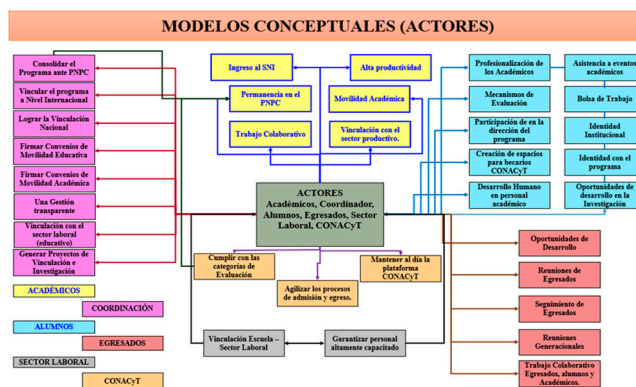 MODELOS CONCEPTUALES (ACTORES)
Consolidar el
Programa ante PNPC
Vincular el programa
a Nivel Internacional
Lograr la Vinculación
Nacional
Firmar Convenios de
Movilidad Educativa
Firmar Convenios de
Movilidad Académica
Una Gestión
transparente
Vinculación con el
sector laboral (educativo)
Generar Proyectos de
Vinculación e
Investigación
Ingreso al SNI
Alta productividad
Permanencia en el
PNPC
Movilidad Académica
Trabajo Colaborativo
Vinculación con el
sector productivo.
Profesionalización de
los Académicos
Asistencia a eventos
académicos
Mecanismos de
Evaluación
Bolsa de Trabajo
Participación de en la
dirección del
programa
Identidad
Institucional
Creación de espacios
para becarios
CONACyT
Identidad con el
programa
Desarrollo Humano
en personal
académico
Oportunidades de
desarrollo en la
Investigación
ACTORES
Académicos, Coordinador,
Alumnos, Egresados, Sector
Laboral, CONACyT
Cumplir con las
categorías de
Evaluación
Agilizar los procesos
de admisión y egreso.
Mantener al día la
plataforma
CONACyT
Oportunidades de
Desarrollo
Reuniones de
Egresados
Seguimiento de
Egresados
Reuniones
Generacionales
Trabajo Colaborativo
Egresados, alumnos y
Académicos.
Vinculación Escuela –
Sector Laboral
Garantizar personal
altamente capacitado
ACADÉMICOS
COORDINACIÓN
ALUMNOS
EGRESADOS
SECTOR LABORAL
CONACyT